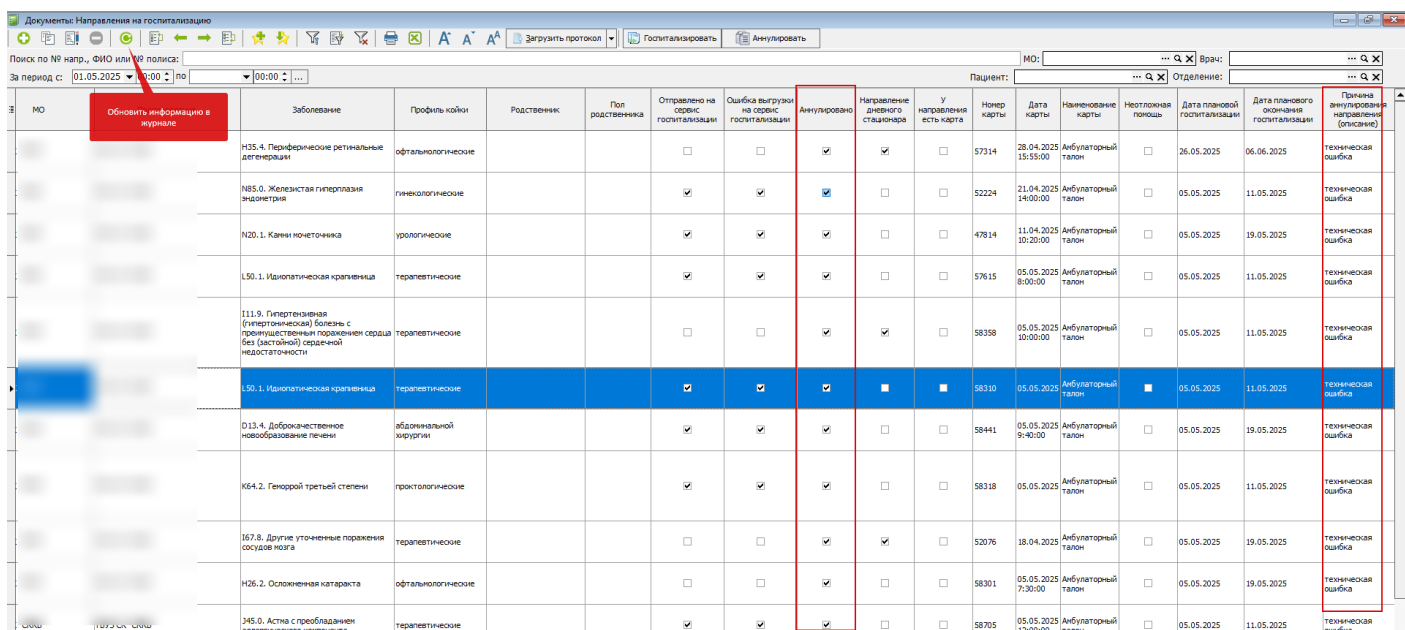 Документы: Направления на госпитализацию
A A A Загрузить протокол Госпитализировать Аннулировать
Поиск по № напр., ФИО или № полиса: МО: Врач:
За период с: 01.05.2025 00:00 по 00:00 ... Пациент: Отделение:
Обновить информацию в журнале
МО Заболевание Профиль койки Родственник Пол родственника Отправлено на сервис госпитализации Ошибка выгрузки на сервис госпитализации Аннулировано Направление дневного стационара У направления есть карта Номер карты Дата карты Наименование карты Неотложная помощь Дата плановой госпитализации Дата планового окончания госпитализации Причина аннулирования направления (описание)
H35.4. Периферические ретинальные дегенерации офтальмологические 57314 28.04.2025 15:55:00 Амбулаторный талон 26.05.2025 06.06.2025 техническая ошибка
N85.0. Железистая гиперплазия эндометрия гинекологические 52224 21.04.2025 14:00:00 Амбулаторный талон 05.05.2025 11.05.2025 техническая ошибка
N20.1. Камни мочеточника урологические 47814 11.04.2025 10:20:00 Амбулаторный талон 05.05.2025 19.05.2025 техническая ошибка
L50.1. Идиопатическая крапивница терапевтические 57615 05.05.2025 8:00:00 Амбулаторный талон 05.05.2025 11.05.2025 техническая ошибка
I11.9. Гипертензивная (гипертоническая) болезнь с преимущественным поражением сердца без (застойной) сердечной недостаточности терапевтические 58358 05.05.2025 10:00:00 Амбулаторный талон 05.05.2025 11.05.2025 техническая ошибка
L50.1. Идиопатическая крапивница терапевтические 58310 05.05.2025 Амбулаторный талон 05.05.2025 11.05.2025 техническая ошибка
D13.4. Доброкачественное новообразование печени абдоминальной хирургии 58441 05.05.2025 9:40:00 Амбулаторный талон 05.05.2025 19.05.2025 техническая ошибка
K64.2. Геморрой третьей степени проктологические 58318 05.05.2025 Амбулаторный талон 05.05.2025 11.05.2025 техническая ошибка
I67.8. Другие уточненные поражения сосудов мозга терапевтические 52076 18.04.2025 Амбулаторный талон 05.05.2025 19.05.2025 техническая ошибка
H26.2. Осложненная катаракта офтальмологические 58301 05.05.2025 7:30:00 Амбулаторный талон 05.05.2025 19.05.2025 техническая ошибка
J45.0. Астма с преобладанием терапевтические 58705 05.05.2025 Амбулаторный 05.05.2025 11.05.2025 техническая